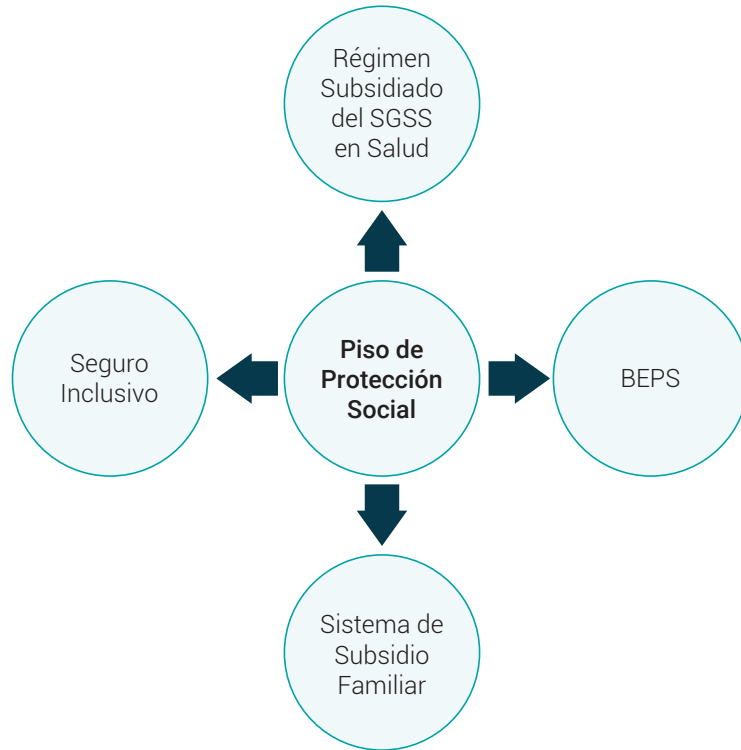 Régimen
Subsidiado
del SGSS
en Salud
Seguro
Inclusivo
Piso de
Protección
Social
BEPS
Sistema de
Subsidio
Familiar